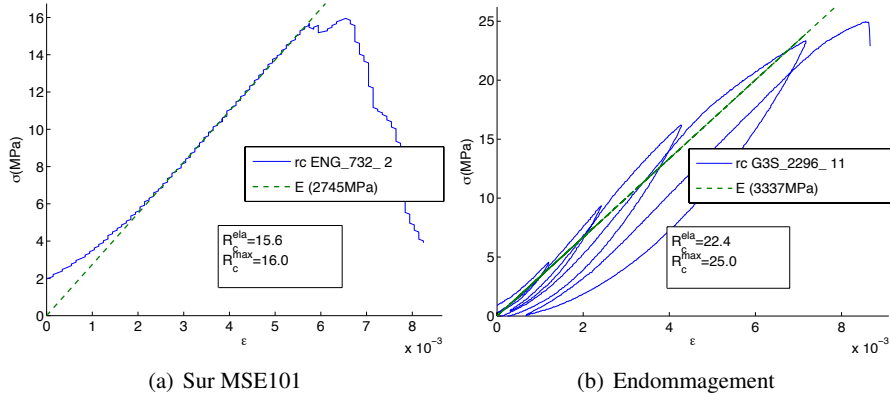 16
14
12
10
8
6
4
2
0
σ(MPa)
rc ENG_732_ 2
E (2745MPa)
R_c^ela=15.6
R_c^max=16.0
0 1 2 3 4 5 6 7 8
ε
x 10⁻³
(a) Sur MSE101
25
20
15
10
5
0
σ(MPa)
rc G3S_2296_ 11
E (3337MPa)
R_c^ela=22.4
R_c^max=25.0
0 2 4 6 8
ε
x 10⁻³
(b) Endommagement